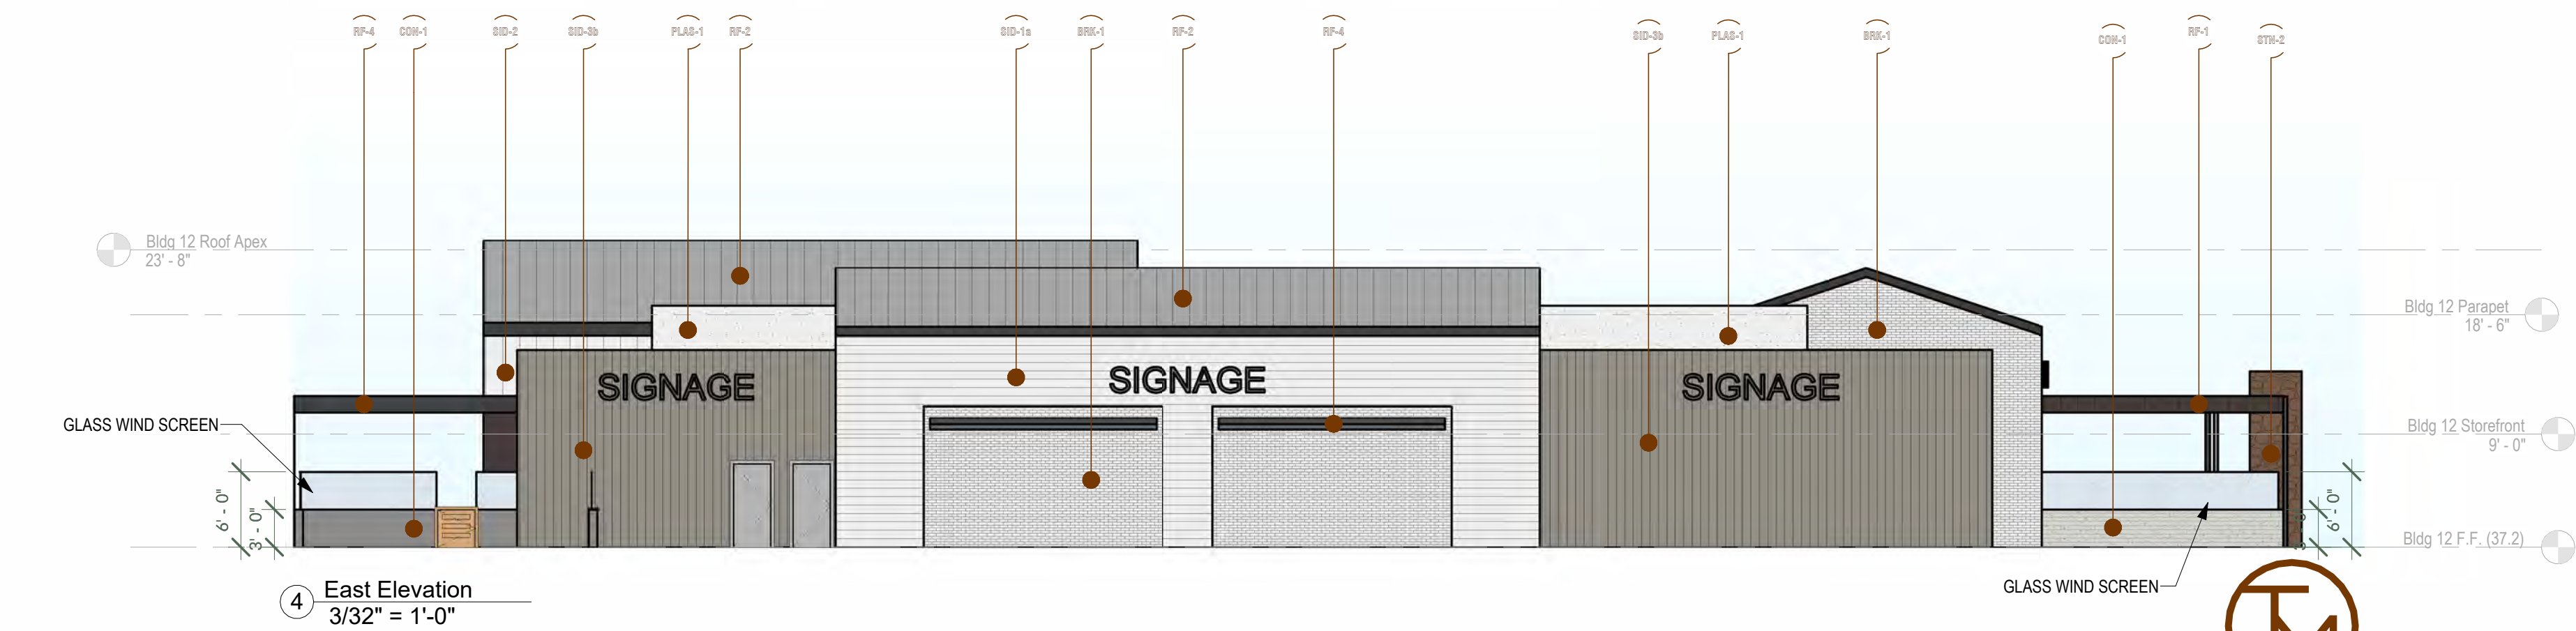 RF-4 CON-1 SID-2 SID-3b PLAS-1 RF-2 SID-1a BRK-1 RF-2 RF-4 SID-3b PLAS-1 BRK-1 CON-1 RF-1 STN-2
Bldg 12 Roof Apex
23' - 8"
Bldg 12 Parapet
18' - 6"
SIGNAGE
SIGNAGE
SIGNAGE
GLASS WIND SCREEN
Bldg 12 Storefront
9' - 0"
6' - 0"
3' - 0"
6' - 0"
Bldg 12 F.F. (37.2)
GLASS WIND SCREEN
4
East Elevation
3/32" = 1'-0"